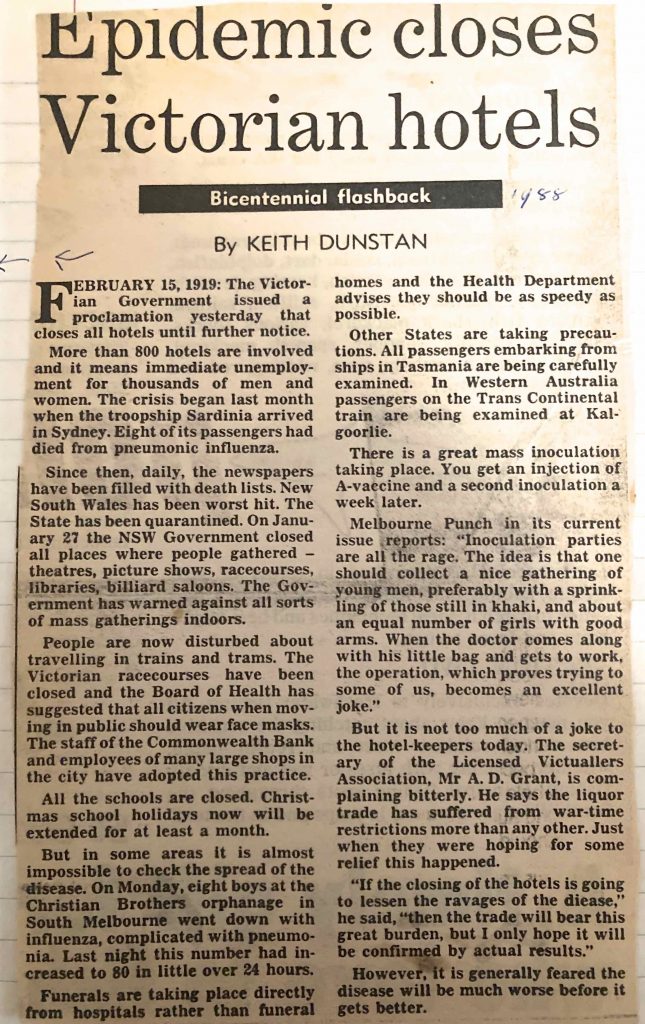 Epidemic closes
Victorian hotels
Bicentennial flashback
1988
By KEITH DUNSTAN
FEBRUARY 15, 1919: The Victor-
ian Government issued a
proclamation yesterday that
closes all hotels until further notice.
More than 800 hotels are involved
and it means immediate unemploy-
ment for thousands of men and
women. The crisis began last month
when the troopship Sardinia arrived
in Sydney. Eight of its passengers had
died from pneumonic influenza.
Since then, daily, the newspapers
have been filled with death lists. New
South Wales has been worst hit. The
State has been quarantined. On Janu-
ary 27 the NSW Government closed
all places where people gathered –
theatres, picture shows, racecourses,
libraries, billiard saloons. The Gov-
ernment has warned against all sorts
of mass gatherings indoors.
People are now disturbed about
travelling in trains and trams. The
Victorian racecourses have been
closed and the Board of Health has
suggested that all citizens when mov-
ing in public should wear face masks.
The staff of the Commonwealth Bank
and employees of many large shops in
the city have adopted this practice.
All the schools are closed. Christ-
mas school holidays now will be
extended for at least a month.
But in some areas it is almost
impossible to check the spread of the
disease. On Monday, eight boys at the
Christian Brothers orphanage in
South Melbourne went down with
influenza, complicated with pneumo-
nia. Last night this number had in-
creased to 80 in little over 24 hours.
Funerals are taking place directly
from hospitals rather than funeral
homes and the Health Department
advises they should be as speedy as
possible.
Other States are taking precau-
tions. All passengers embarking from
ships in Tasmania are being carefully
examined. In Western Australia
passengers on the Trans Continental
train are being examined at Kal-
goorlie.
There is a great mass inoculation
taking place. You get an injection of
A-vaccine and a second inoculation a
week later.
Melbourne Punch in its current
issue reports: “Inoculation parties
are all the rage. The idea is that one
should collect a nice gathering of
young men, preferably with a sprink-
ling of those still in khaki, and about
an equal number of girls with good
arms. When the doctor comes along
with his little bag and gets to work,
the operation, which proves trying to
some of us, becomes an excellent
joke.”
But it is not too much of a joke to
the hotel-keepers today. The secret-
ary of the Licensed Victuallers
Association, Mr A. D. Grant, is com-
plaining bitterly. He says the liquor
trade has suffered from war-time
restrictions more than any other. Just
when they were hoping for some
relief this happened.
“If the closing of the hotels is going
to lessen the ravages of the diease,”
he said, “then the trade will bear this
great burden, but I only hope it will
be confirmed by actual results.”
However, it is generally feared the
disease will be much worse before it
gets better.